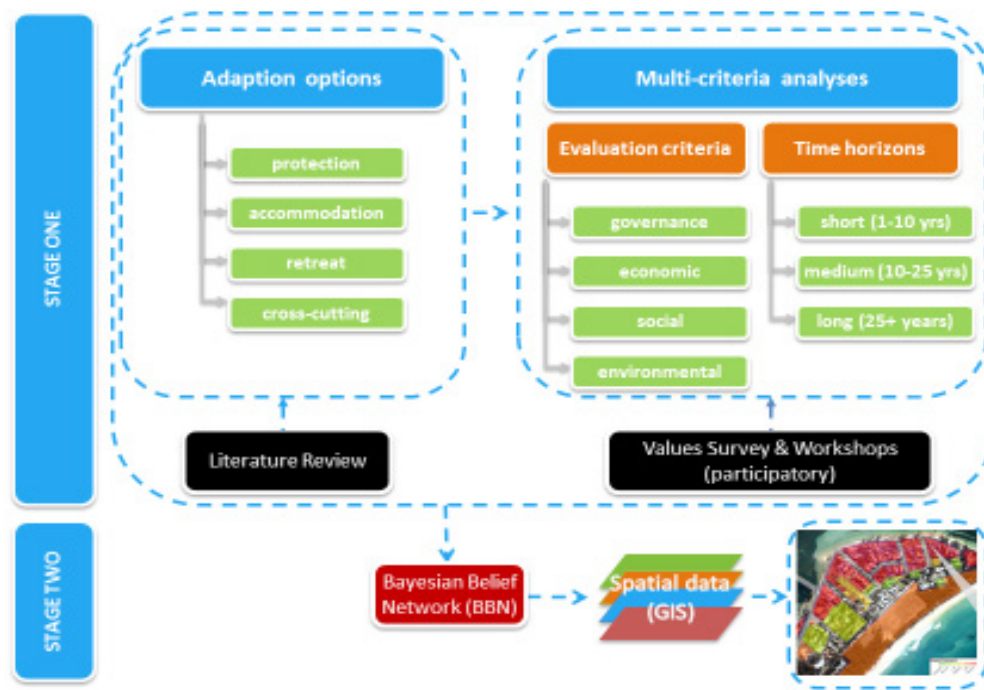 STAGE ONE
Adaption options
protection
accommodation
retreat
cross-cutting
Literature Review
Multi-criteria analyses
Evaluation criteria
governance
economic
social
environmental
Time horizons
short (1-10 yrs)
medium (10-25 yrs)
long (25+ years)
Values Survey & Workshops
(participatory)
STAGE TWO
Bayesian Belief
Network (BBN)
Spatial data
(GIS)